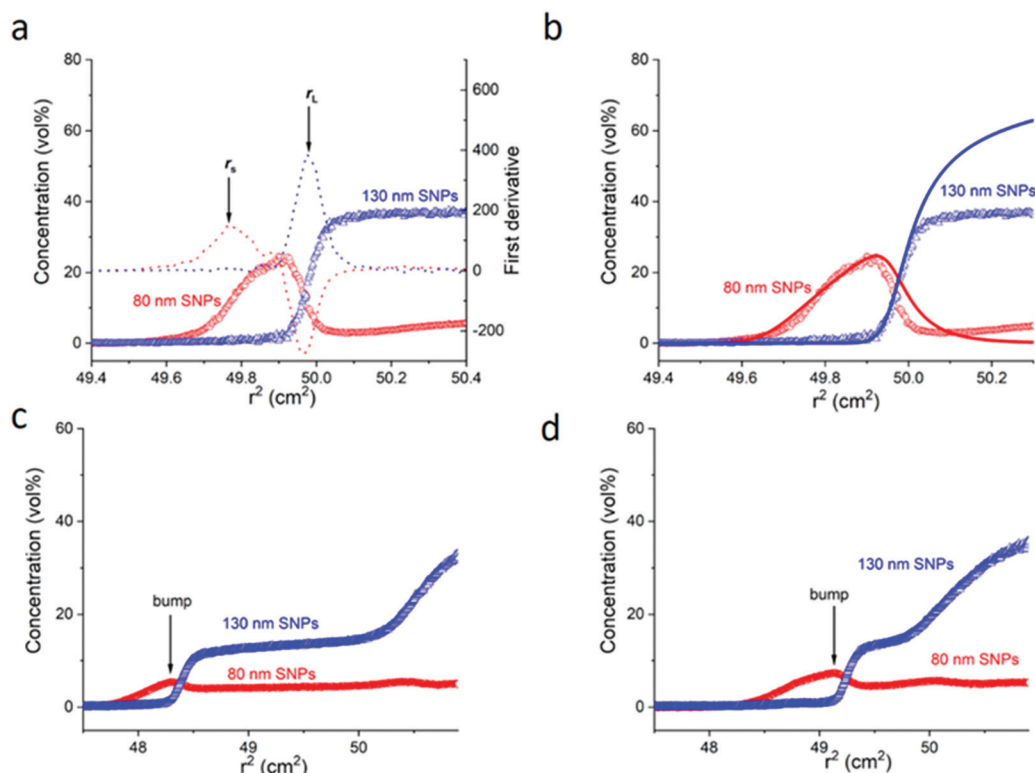 a
80
60
40
20
0
Concentration (vol%)
600
400
200
0
-200
First derivative
rs
rL
130 nm SNPs
80 nm SNPs
49.4 49.6 49.8 50.0 50.2 50.4
r² (cm²)
b
80
60
40
20
0
Concentration (vol%)
130 nm SNPs
80 nm SNPs
49.4 49.6 49.8 50.0 50.2
r² (cm²)
c
60
40
20
0
Concentration (vol%)
bump
130 nm SNPs
80 nm SNPs
48 49 50
r² (cm²)
d
60
40
20
0
Concentration (vol%)
130 nm SNPs
bump
80 nm SNPs
48 49 50
r² (cm²)